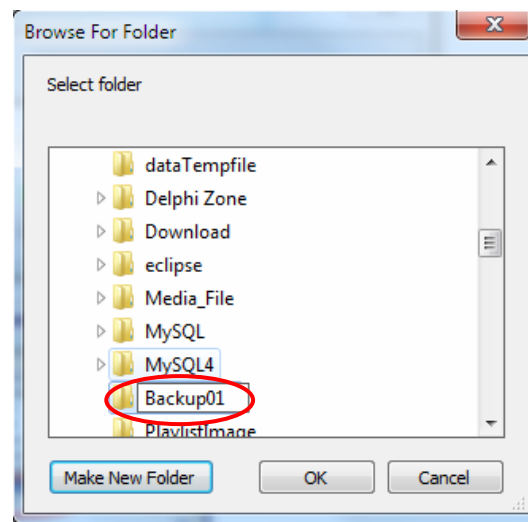 Browse For Folder
Select folder
dataTempfile
Delphi Zone
Download
eclipse
Media_File
MySQL
MySQL4
Backup01
PlaylistImage
Make New Folder OK Cancel